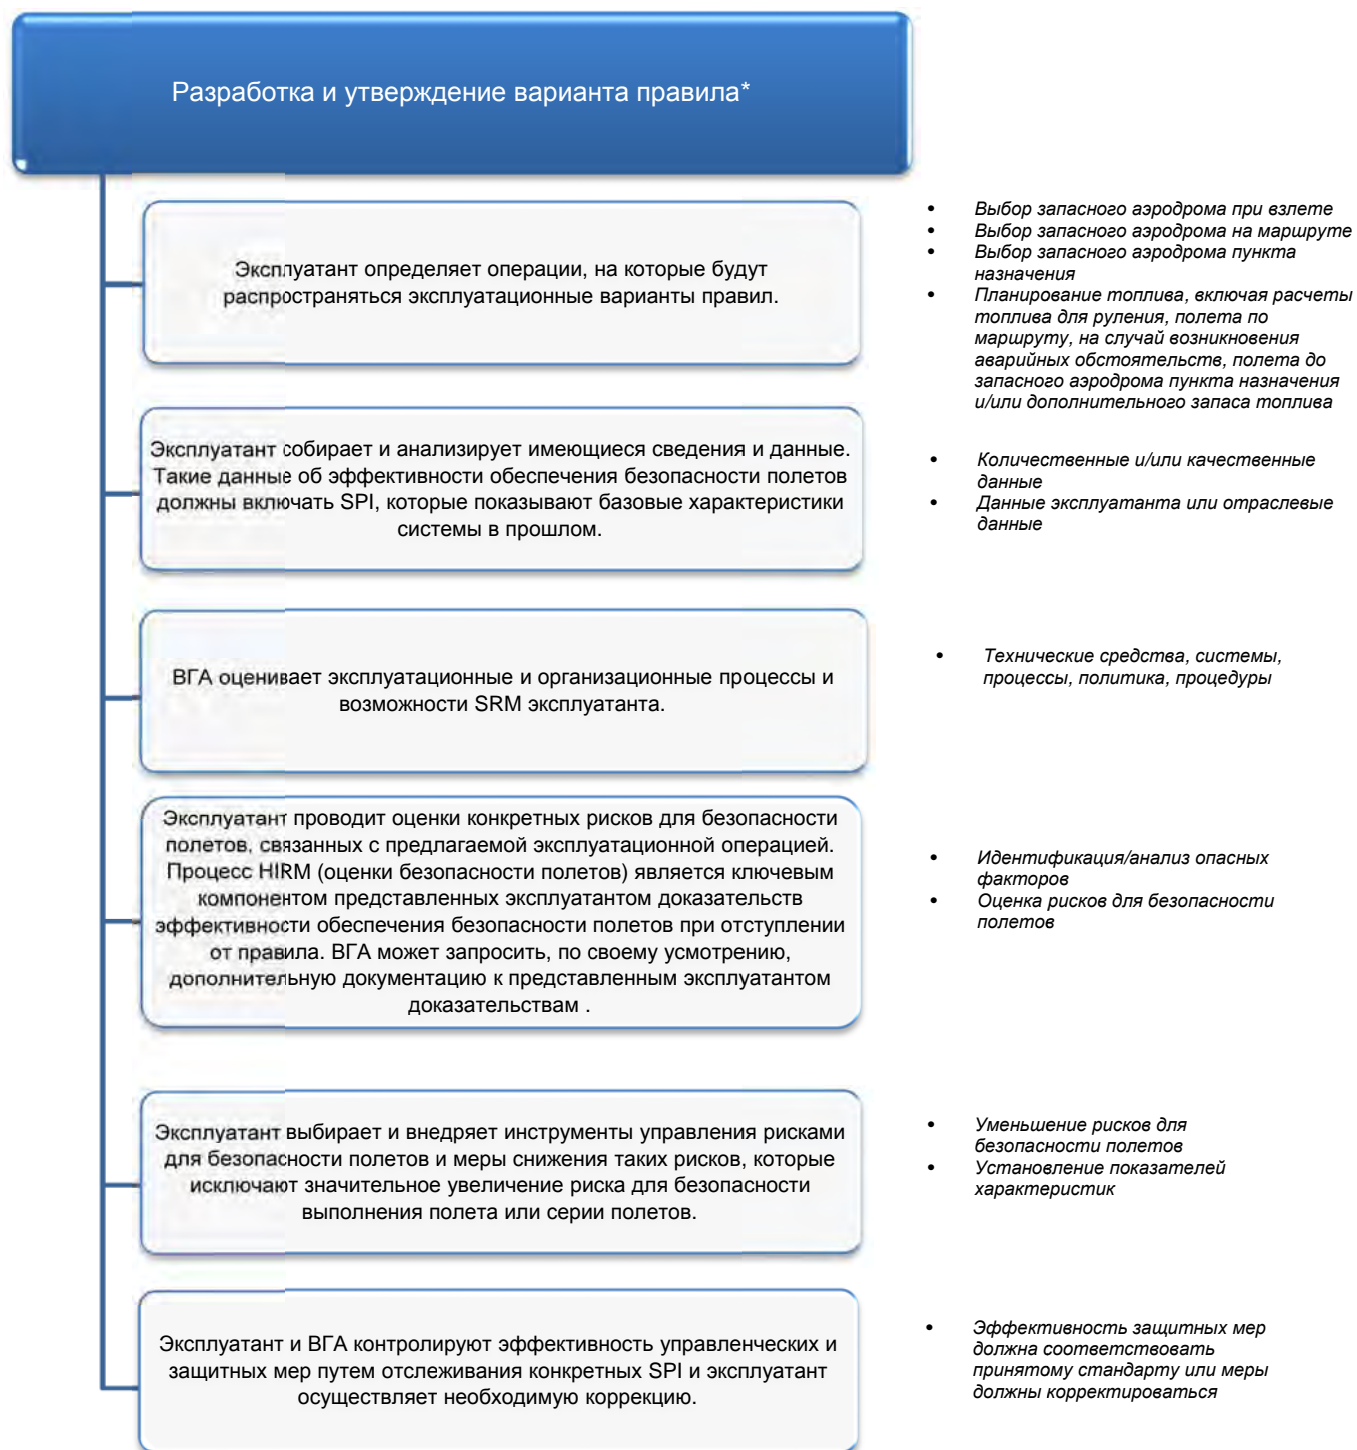 Разработка и утверждение варианта правила*
Эксплуатант определяет операции, на которые будут
распространяться эксплуатационные варианты правил.
• Выбор запасного аэродрома при взлете
• Выбор запасного аэродрома на маршруте
• Выбор запасного аэродрома пункта
назначения
• Планирование топлива, включая расчеты
топлива для руления, полета по
маршруту, на случай возникновения
аварийных обстоятельств, полета до
запасного аэродрома пункта назначения
и/или дополнительного запаса топлива
Эксплуатант собирает и анализирует имеющиеся сведения и данные.
Такие данные об эффективности обеспечения безопасности полетов
должны включать SPI, которые показывают базовые характеристики
системы в прошлом.
• Количественные и/или качественные
данные
• Данные эксплуатанта или отраслевые
данные
ВГА оценивает эксплуатационные и организационные процессы и
возможности SRM эксплуатанта.
• Технические средства, системы,
процессы, политика, процедуры
Эксплуатант проводит оценки конкретных рисков для безопасности
полетов, связанных с предлагаемой эксплуатационной операцией.
Процесс HIRM (оценки безопасности полетов) является ключевым
компонентом представленных эксплуатантом доказательств
эффективности обеспечения безопасности полетов при отступлении
от правила. ВГА может запросить, по своему усмотрению,
дополнительную документацию к представленным эксплуатантом
доказательствам .
• Идентификация/анализ опасных
факторов
• Оценка рисков для безопасности
полетов
Эксплуатант выбирает и внедряет инструменты управления рисками
для безопасности полетов и меры снижения таких рисков, которые
исключают значительное увеличение риска для безопасности
выполнения полета или серии полетов.
• Уменьшение рисков для
безопасности полетов
• Установление показателей
характеристик
Эксплуатант и ВГА контролируют эффективность управленческих и
защитных мер путем отслеживания конкретных SPI и эксплуатант
осуществляет необходимую коррекцию.
• Эффективность защитных мер
должна соответствовать
принятому стандарту или меры
должны корректироваться